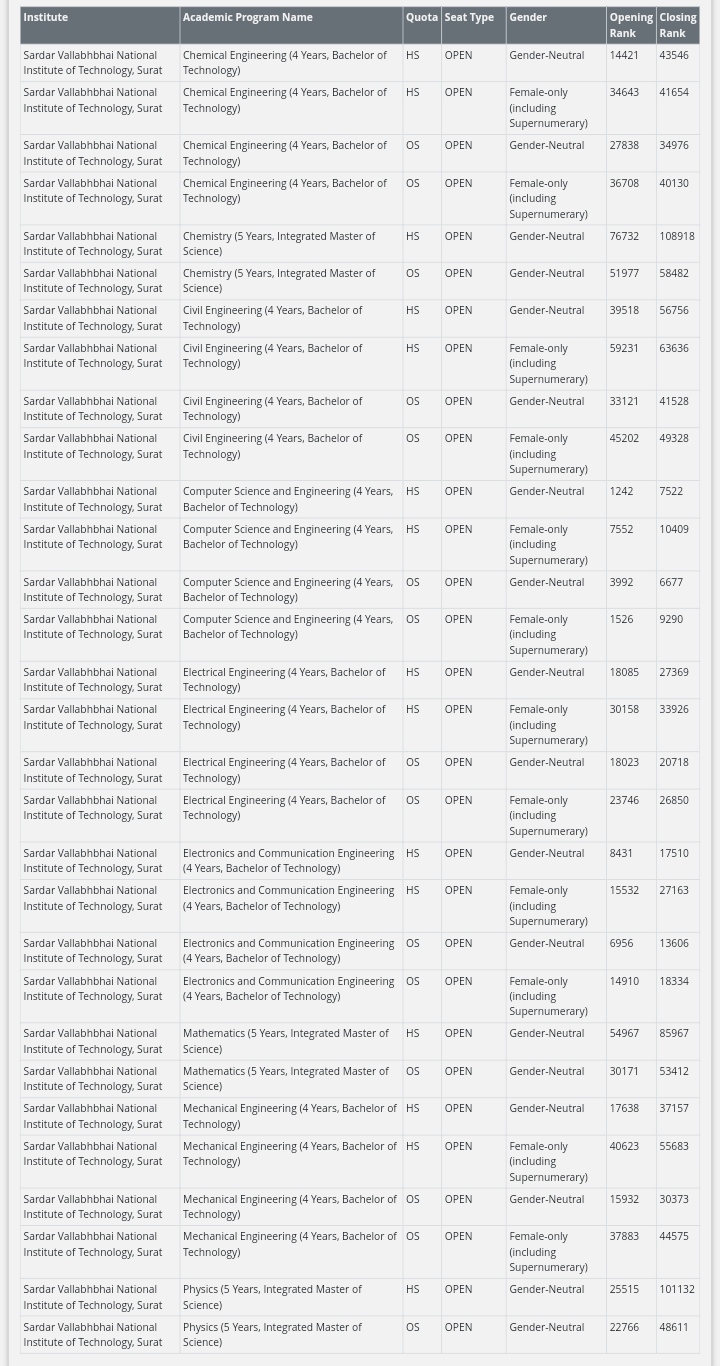 Institute Academic Program Name Quota Seat Type Gender Opening Rank Closing Rank
Sardar Vallabhbhai National Institute of Technology, Surat Chemical Engineering (4 Years, Bachelor of Technology) HS OPEN Gender-Neutral 14421 43546
Sardar Vallabhbhai National Institute of Technology, Surat Chemical Engineering (4 Years, Bachelor of Technology) HS OPEN Female-only (including Supernumerary) 34643 41654
Sardar Vallabhbhai National Institute of Technology, Surat Chemical Engineering (4 Years, Bachelor of Technology) OS OPEN Gender-Neutral 27838 34976
Sardar Vallabhbhai National Institute of Technology, Surat Chemical Engineering (4 Years, Bachelor of Technology) OS OPEN Female-only (including Supernumerary) 36708 40130
Sardar Vallabhbhai National Institute of Technology, Surat Chemistry (5 Years, Integrated Master of Science) HS OPEN Gender-Neutral 76732 108918
Sardar Vallabhbhai National Institute of Technology, Surat Chemistry (5 Years, Integrated Master of Science) OS OPEN Gender-Neutral 51977 58482
Sardar Vallabhbhai National Institute of Technology, Surat Civil Engineering (4 Years, Bachelor of Technology) HS OPEN Gender-Neutral 39518 56756
Sardar Vallabhbhai National Institute of Technology, Surat Civil Engineering (4 Years, Bachelor of Technology) HS OPEN Female-only (including Supernumerary) 59231 63636
Sardar Vallabhbhai National Institute of Technology, Surat Civil Engineering (4 Years, Bachelor of Technology) OS OPEN Gender-Neutral 33121 41528
Sardar Vallabhbhai National Institute of Technology, Surat Civil Engineering (4 Years, Bachelor of Technology) OS OPEN Female-only (including Supernumerary) 45202 49328
Sardar Vallabhbhai National Institute of Technology, Surat Computer Science and Engineering (4 Years, Bachelor of Technology) HS OPEN Gender-Neutral 1242 7522
Sardar Vallabhbhai National Institute of Technology, Surat Computer Science and Engineering (4 Years, Bachelor of Technology) HS OPEN Female-only (including Supernumerary) 7552 10409
Sardar Vallabhbhai National Institute of Technology, Surat Computer Science and Engineering (4 Years, Bachelor of Technology) OS OPEN Gender-Neutral 3992 6677
Sardar Vallabhbhai National Institute of Technology, Surat Computer Science and Engineering (4 Years, Bachelor of Technology) OS OPEN Female-only (including Supernumerary) 1526 9290
Sardar Vallabhbhai National Institute of Technology, Surat Electrical Engineering (4 Years, Bachelor of Technology) HS OPEN Gender-Neutral 18085 27369
Sardar Vallabhbhai National Institute of Technology, Surat Electrical Engineering (4 Years, Bachelor of Technology) HS OPEN Female-only (including Supernumerary) 30158 33926
Sardar Vallabhbhai National Institute of Technology, Surat Electrical Engineering (4 Years, Bachelor of Technology) OS OPEN Gender-Neutral 18023 20718
Sardar Vallabhbhai National Institute of Technology, Surat Electrical Engineering (4 Years, Bachelor of Technology) OS OPEN Female-only (including Supernumerary) 23746 26850
Sardar Vallabhbhai National Institute of Technology, Surat Electronics and Communication Engineering (4 Years, Bachelor of Technology) HS OPEN Gender-Neutral 8431 17510
Sardar Vallabhbhai National Institute of Technology, Surat Electronics and Communication Engineering (4 Years, Bachelor of Technology) HS OPEN Female-only (including Supernumerary) 15532 27163
Sardar Vallabhbhai National Institute of Technology, Surat Electronics and Communication Engineering (4 Years, Bachelor of Technology) OS OPEN Gender-Neutral 6956 13606
Sardar Vallabhbhai National Institute of Technology, Surat Electronics and Communication Engineering (4 Years, Bachelor of Technology) OS OPEN Female-only (including Supernumerary) 14910 18334
Sardar Vallabhbhai National Institute of Technology, Surat Mathematics (5 Years, Integrated Master of Science) HS OPEN Gender-Neutral 54967 85967
Sardar Vallabhbhai National Institute of Technology, Surat Mathematics (5 Years, Integrated Master of Science) OS OPEN Gender-Neutral 30171 53412
Sardar Vallabhbhai National Institute of Technology, Surat Mechanical Engineering (4 Years, Bachelor of Technology) HS OPEN Gender-Neutral 17638 37157
Sardar Vallabhbhai National Institute of Technology, Surat Mechanical Engineering (4 Years, Bachelor of Technology) HS OPEN Female-only (including Supernumerary) 40623 55683
Sardar Vallabhbhai National Institute of Technology, Surat Mechanical Engineering (4 Years, Bachelor of Technology) OS OPEN Gender-Neutral 15932 30373
Sardar Vallabhbhai National Institute of Technology, Surat Mechanical Engineering (4 Years, Bachelor of Technology) OS OPEN Female-only (including Supernumerary) 37883 44575
Sardar Vallabhbhai National Institute of Technology, Surat Physics (5 Years, Integrated Master of Science) HS OPEN Gender-Neutral 25515 101132
Sardar Vallabhbhai National Institute of Technology, Surat Physics (5 Years, Integrated Master of Science) OS OPEN Gender-Neutral 22766 48611